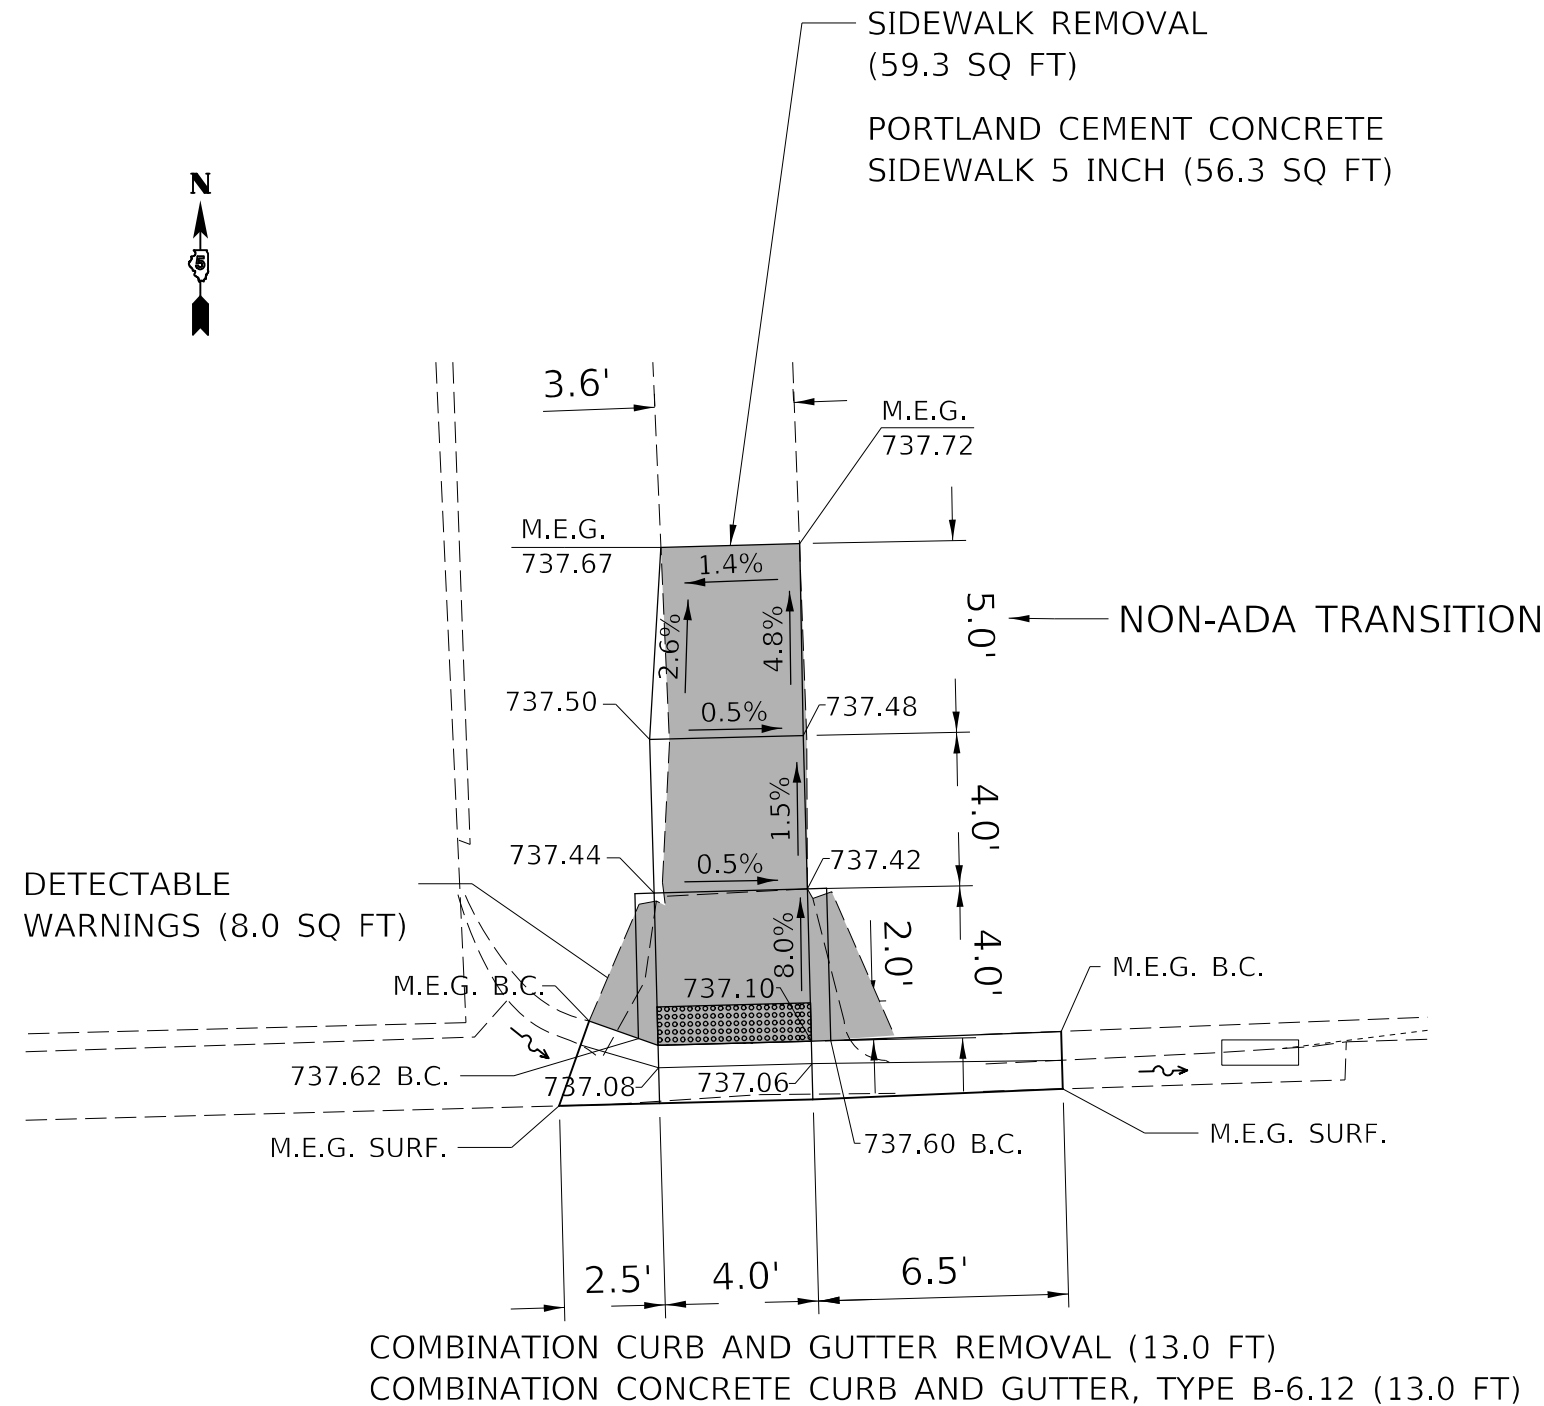 SIDEWALK REMOVAL
(59.3 SQ FT)
PORTLAND CEMENT CONCRETE
SIDEWALK 5 INCH (56.3 SQ FT)
N
5
3.6'
M.E.G.
737.72
M.E.G.
737.67
1.4%
2.6%
4.8%
5.0'
NON-ADA TRANSITION
737.50
0.5%
737.48
1.5%
4.0'
737.44
0.5%
737.42
DETECTABLE
WARNINGS (8.0 SQ FT)
8.0%
2.0'
4.0'
M.E.G. B.C.
737.10
M.E.G. B.C.
737.62 B.C.
737.08
737.06
M.E.G. SURF.
737.60 B.C.
M.E.G. SURF.
2.5'
4.0'
6.5'
COMBINATION CURB AND GUTTER REMOVAL (13.0 FT)
COMBINATION CONCRETE CURB AND GUTTER, TYPE B-6.12 (13.0 FT)